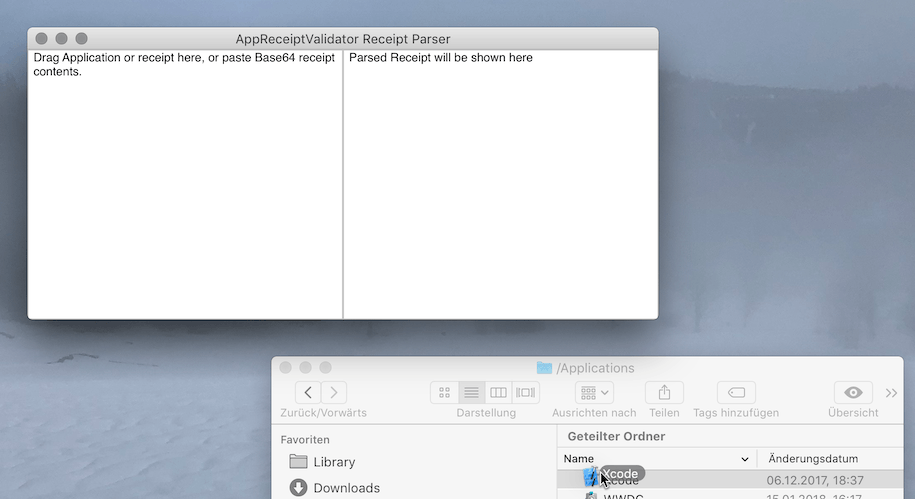 AppReceiptValidator Receipt Parser
Drag Application or receipt here, or paste Base64 receipt
contents.
Parsed Receipt will be shown here
/Applications
Zurück/Vorwärts
Darstellung
Ausrichten nach
Teilen
Tags hinzufügen
Übersicht
Favoriten
Geteilter Ordner
Name
Änderungsdatum
Library
Xcode
Xcode
06.12.2017, 18:37
Downloads
WWDC
15.01.2018, 16:17